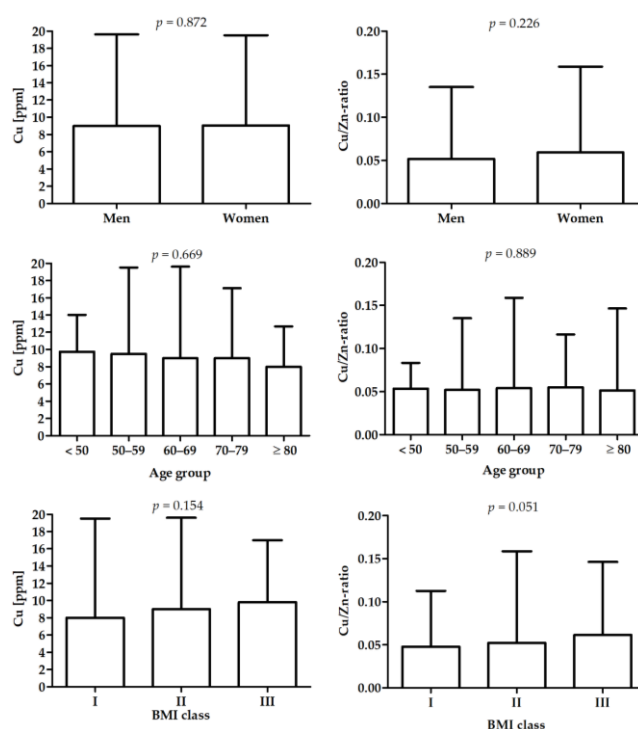 p = 0.872
20
18
16
14
12
10
8
6
4
2
0
Cu [ppm]
Men Women
p = 0.226
0.20
0.15
0.10
0.05
0.00
Cu/Zn-ratio
Men Women
p = 0.669
20
18
16
14
12
10
8
6
4
2
0
Cu [ppm]
< 50 50–59 60–69 70–79 ≥ 80
Age group
p = 0.889
0.20
0.15
0.10
0.05
0.00
Cu/Zn-ratio
< 50 50–59 60–69 70–79 ≥ 80
Age group
p = 0.154
20
18
16
14
12
10
8
6
4
2
0
Cu [ppm]
I II III
BMI class
p = 0.051
0.20
0.15
0.10
0.05
0.00
Cu/Zn-ratio
I II III
BMI class